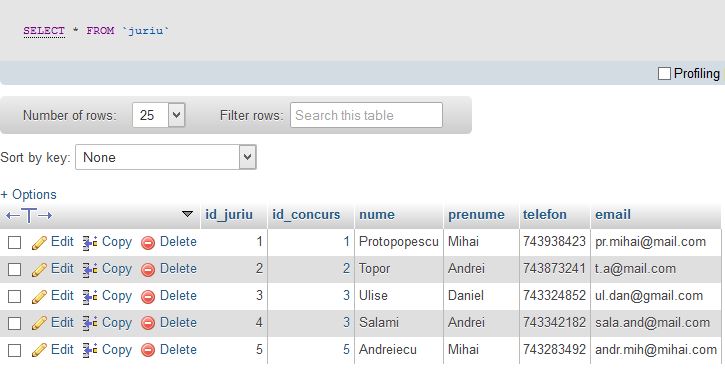 SELECT * FROM `juriu`
Profiling
Number of rows: 25 Filter rows: Search this table
Sort by key: None
+ Options
←T→ id_juriu id_concurs nume prenume telefon email
Edit Copy Delete 1 1 Protopopescu Mihai 743938423 pr.mihai@mail.com
Edit Copy Delete 2 2 Topor Andrei 743873241 t.a@mail.com
Edit Copy Delete 3 3 Ulise Daniel 743324852 ul.dan@gmail.com
Edit Copy Delete 4 3 Salami Andrei 743342182 sala.and@mail.com
Edit Copy Delete 5 5 Andreiecu Mihai 743283492 andr.mih@mihai.com